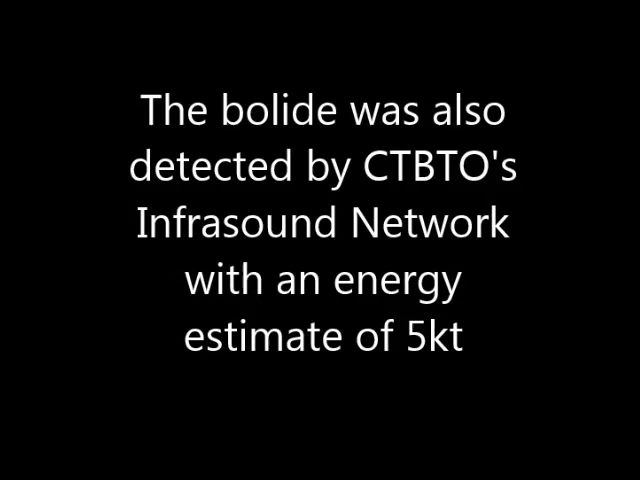 The bolide was also
detected by CTBTO's
Infrasound Network
with an energy
estimate of 5kt